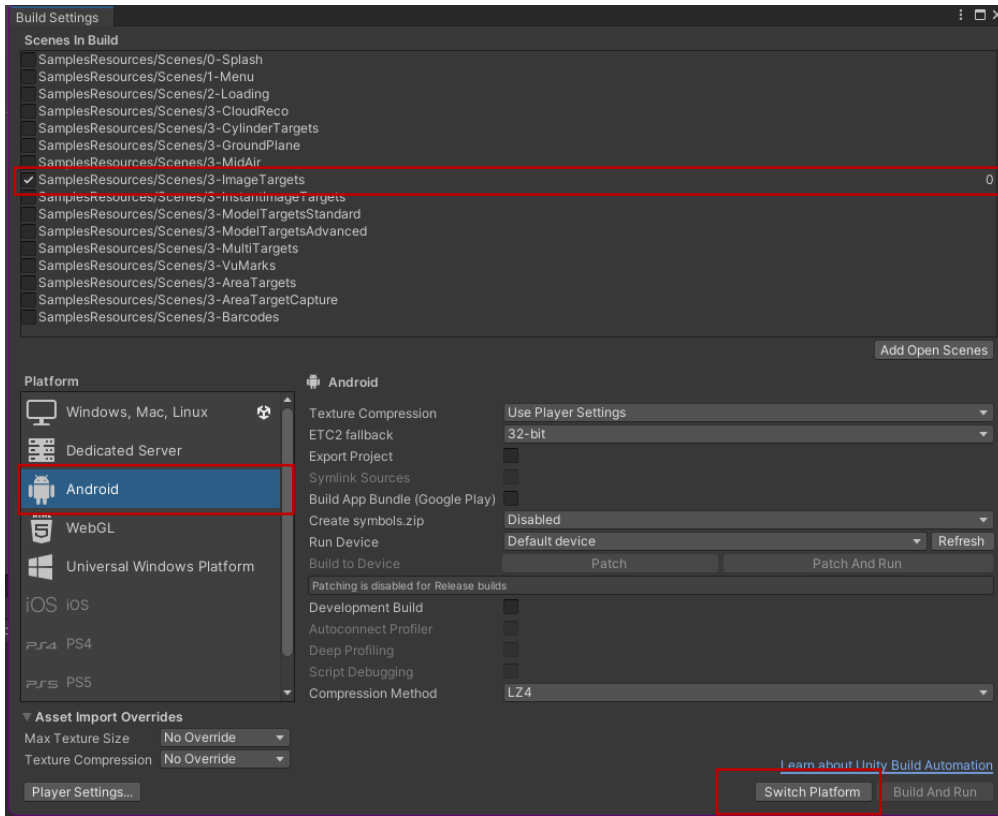 Build Settings
Scenes In Build
SamplesResources/Scenes/0-Splash
SamplesResources/Scenes/1-Menu
SamplesResources/Scenes/2-Loading
SamplesResources/Scenes/3-CloudReco
SamplesResources/Scenes/3-CylinderTargets
SamplesResources/Scenes/3-GroundPlane
SamplesResources/Scenes/3-MidAir
SamplesResources/Scenes/3-ImageTargets 0
SamplesResources/Scenes/3-InstantImageTargets
SamplesResources/Scenes/3-ModelTargetsStandard
SamplesResources/Scenes/3-ModelTargetsAdvanced
SamplesResources/Scenes/3-MultiTargets
SamplesResources/Scenes/3-VuMarks
SamplesResources/Scenes/3-AreaTargets
SamplesResources/Scenes/3-AreaTargetCapture
SamplesResources/Scenes/3-Barcodes
Add Open Scenes
Platform
Windows, Mac, Linux
Dedicated Server
Android
HTML 5 WebGL
Universal Windows Platform
iOS iOS
PS4 PS4
PS5 PS5
Android
Texture Compression Use Player Settings
ETC2 fallback 32-bit
Export Project
Symlink Sources
Build App Bundle (Google Play)
Create symbols.zip Disabled
Run Device Default device Refresh
Build to Device Patch Patch And Run
Patching is disabled for Release builds
Development Build
Autoconnect Profiler
Deep Profiling
Script Debugging
Compression Method LZ4
Asset Import Overrides
Max Texture Size No Override
Texture Compression No Override
Learn about Unity Build Automation
Player Settings... Switch Platform Build And Run